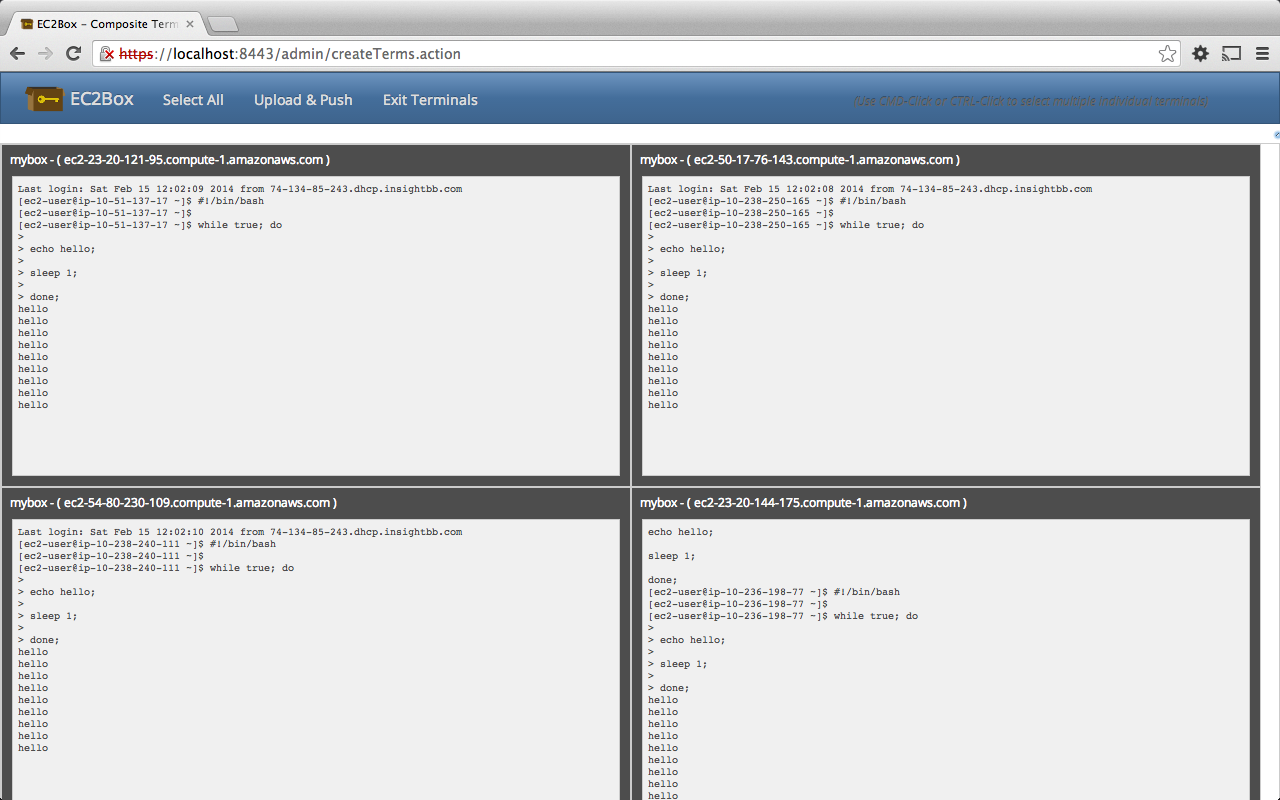 EC2Box – Composite Term
https://localhost:8443/admin/createTerms.action
EC2Box
Select All
Upload & Push
Exit Terminals
(Use CMD-Click or CTRL-Click to select multiple individual terminals)
mybox - ( ec2-23-20-121-95.compute-1.amazonaws.com )
Last login: Sat Feb 15 12:02:09 2014 from 74-134-85-243.dhcp.insightbb.com
[ec2-user@ip-10-51-137-17 ~]$ #!/bin/bash
[ec2-user@ip-10-51-137-17 ~]$
[ec2-user@ip-10-51-137-17 ~]$ while true; do
>
> echo hello;
>
> sleep 1;
>
> done;
hello
hello
hello
hello
hello
hello
hello
hello
hello
mybox - ( ec2-50-17-76-143.compute-1.amazonaws.com )
Last login: Sat Feb 15 12:02:08 2014 from 74-134-85-243.dhcp.insightbb.com
[ec2-user@ip-10-238-250-165 ~]$ #!/bin/bash
[ec2-user@ip-10-238-250-165 ~]$
[ec2-user@ip-10-238-250-165 ~]$ while true; do
>
> echo hello;
>
> sleep 1;
>
> done;
hello
hello
hello
hello
hello
hello
hello
hello
hello
mybox - ( ec2-54-80-230-109.compute-1.amazonaws.com )
Last login: Sat Feb 15 12:02:10 2014 from 74-134-85-243.dhcp.insightbb.com
[ec2-user@ip-10-238-240-111 ~]$ #!/bin/bash
[ec2-user@ip-10-238-240-111 ~]$
[ec2-user@ip-10-238-240-111 ~]$ while true; do
>
> echo hello;
>
> sleep 1;
>
> done;
hello
hello
hello
hello
hello
hello
hello
hello
hello
mybox - ( ec2-23-20-144-175.compute-1.amazonaws.com )
echo hello;
sleep 1;
done;
[ec2-user@ip-10-236-198-77 ~]$ #!/bin/bash
[ec2-user@ip-10-236-198-77 ~]$
[ec2-user@ip-10-236-198-77 ~]$ while true; do
>
> echo hello;
>
> sleep 1;
>
> done;
hello
hello
hello
hello
hello
hello
hello
hello
hello